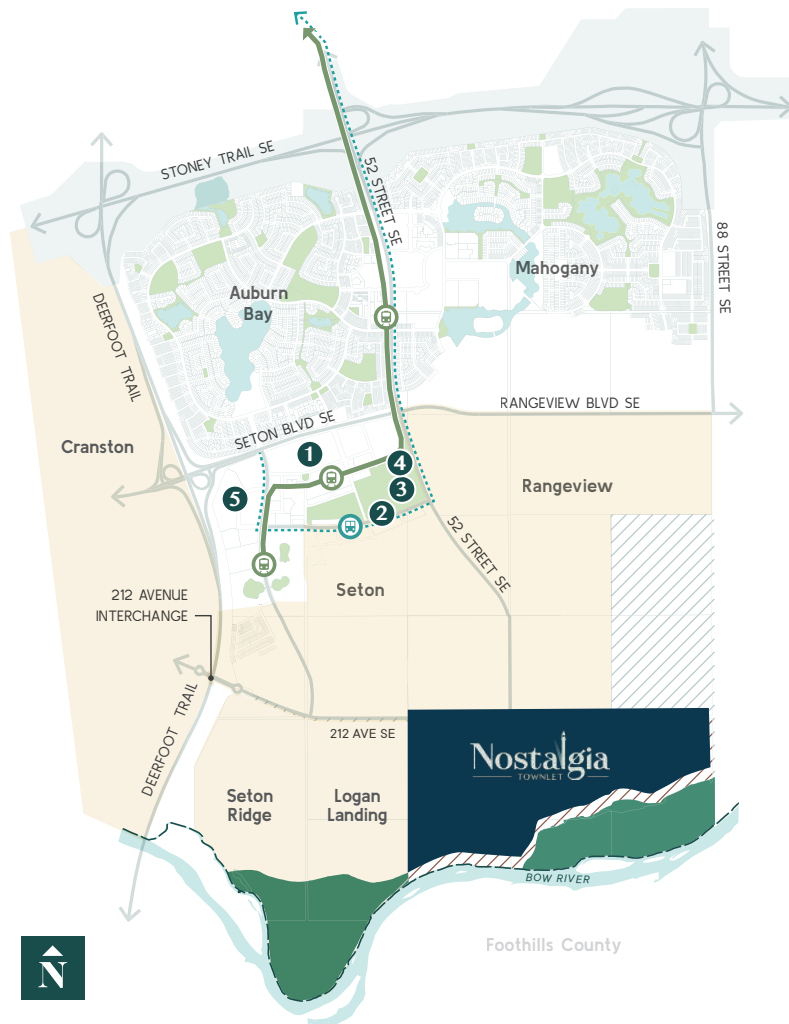 STONEY TRAIL SE
52 STREET SE
88 STREET SE
Mahogany
Auburn
Bay
DEERFOOT TRAIL
RANGEVIEW BLVD SE
SETON BLVD SE
Cranston
1
4
Rangeview
3
5
2
52 STREET SE
Seton
212 AVENUE
INTERCHANGE
DEERFOOT TRAIL
212 AVE SE
Nostalgia
TOWNLET
Seton
Ridge
Logan
Landing
BOW RIVER
Foothills County
N